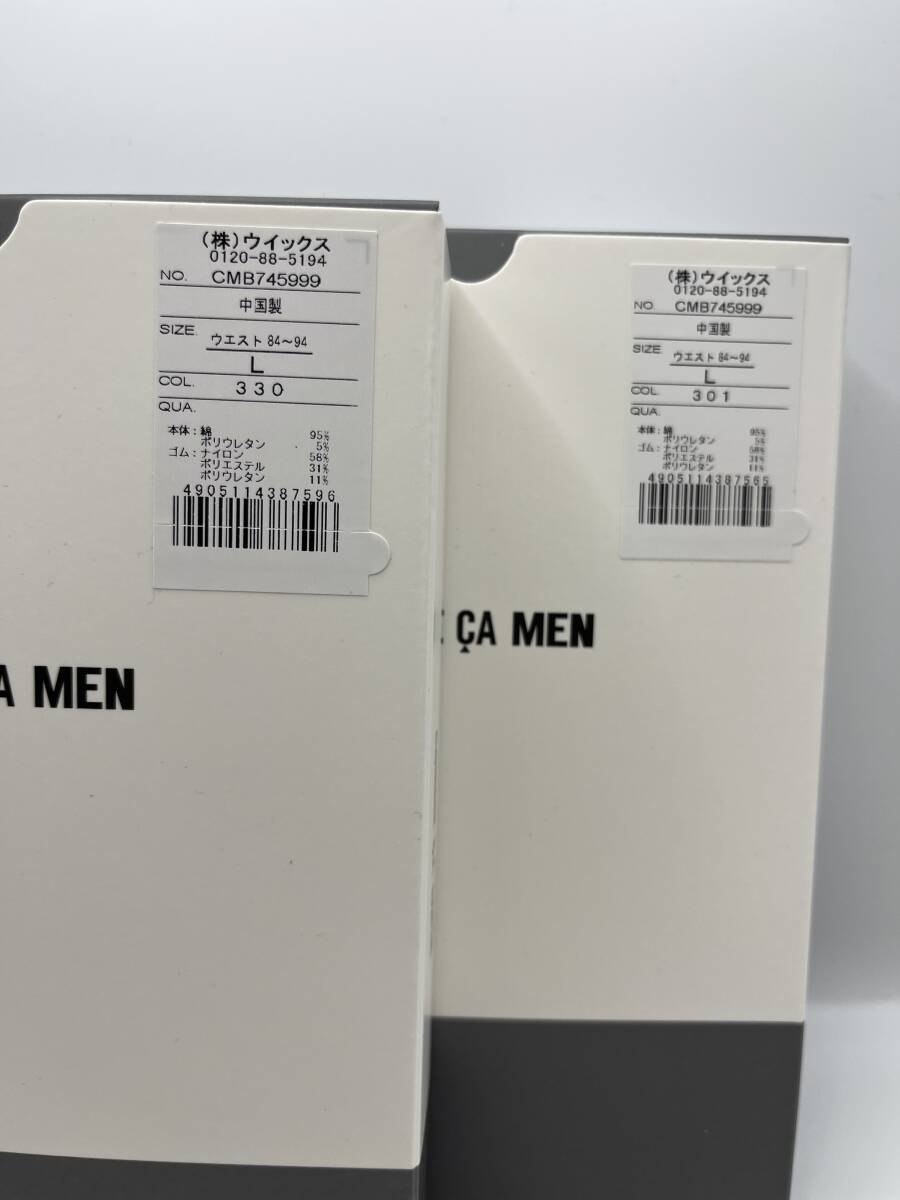 (株)ウイックス
0120-88-5194
NO. CMB745999
中国製
SIZE. ウエスト 84～94
L
COL. 330
QUA.
本体：綿 95%
ポリウレタン 5%
ゴム：ナイロン 58%
ポリエステル 31%
ポリウレタン 11%
4905114387596
A MEN
(株)ウイックス
0120-88-5194
NO. CMB745999
中国製
SIZE ウエスト 84～94
L
COL. 301
QUA.
本体：綿 95%
ポリウレタン 5%
ゴム：ナイロン 58%
ポリエステル 31%
ポリウレタン 11%
4905114387565
E ÇA MEN